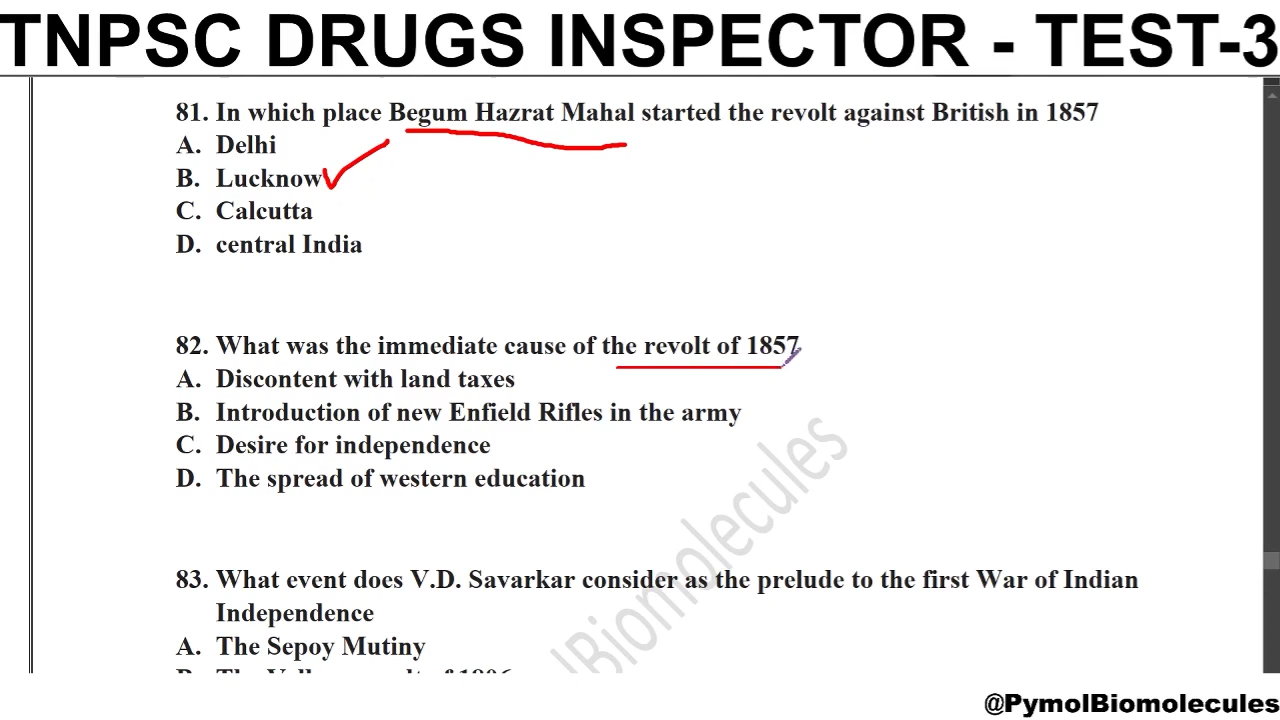 TNPSC DRUGS INSPECTOR - TEST-3
81. In which place Begum Hazrat Mahal started the revolt against British in 1857
A. Delhi
B. Lucknow
C. Calcutta
D. central India
82. What was the immediate cause of the revolt of 1857
A. Discontent with land taxes
B. Introduction of new Enfield Rifles in the army
C. Desire for independence
D. The spread of western education
83. What event does V.D. Savarkar consider as the prelude to the first War of Indian
Independence
A. The Sepoy Mutiny
lBiomolecules
@PymolBiomolecules